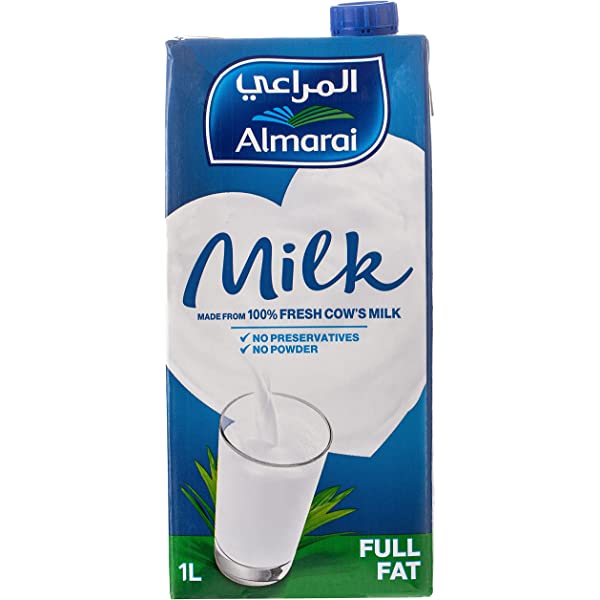 المراعي
Almarai
Milk
MADE FROM 100% FRESH COW'S MILK
✓ NO PRESERVATIVES
✓ NO POWDER
1L
FULL
FAT